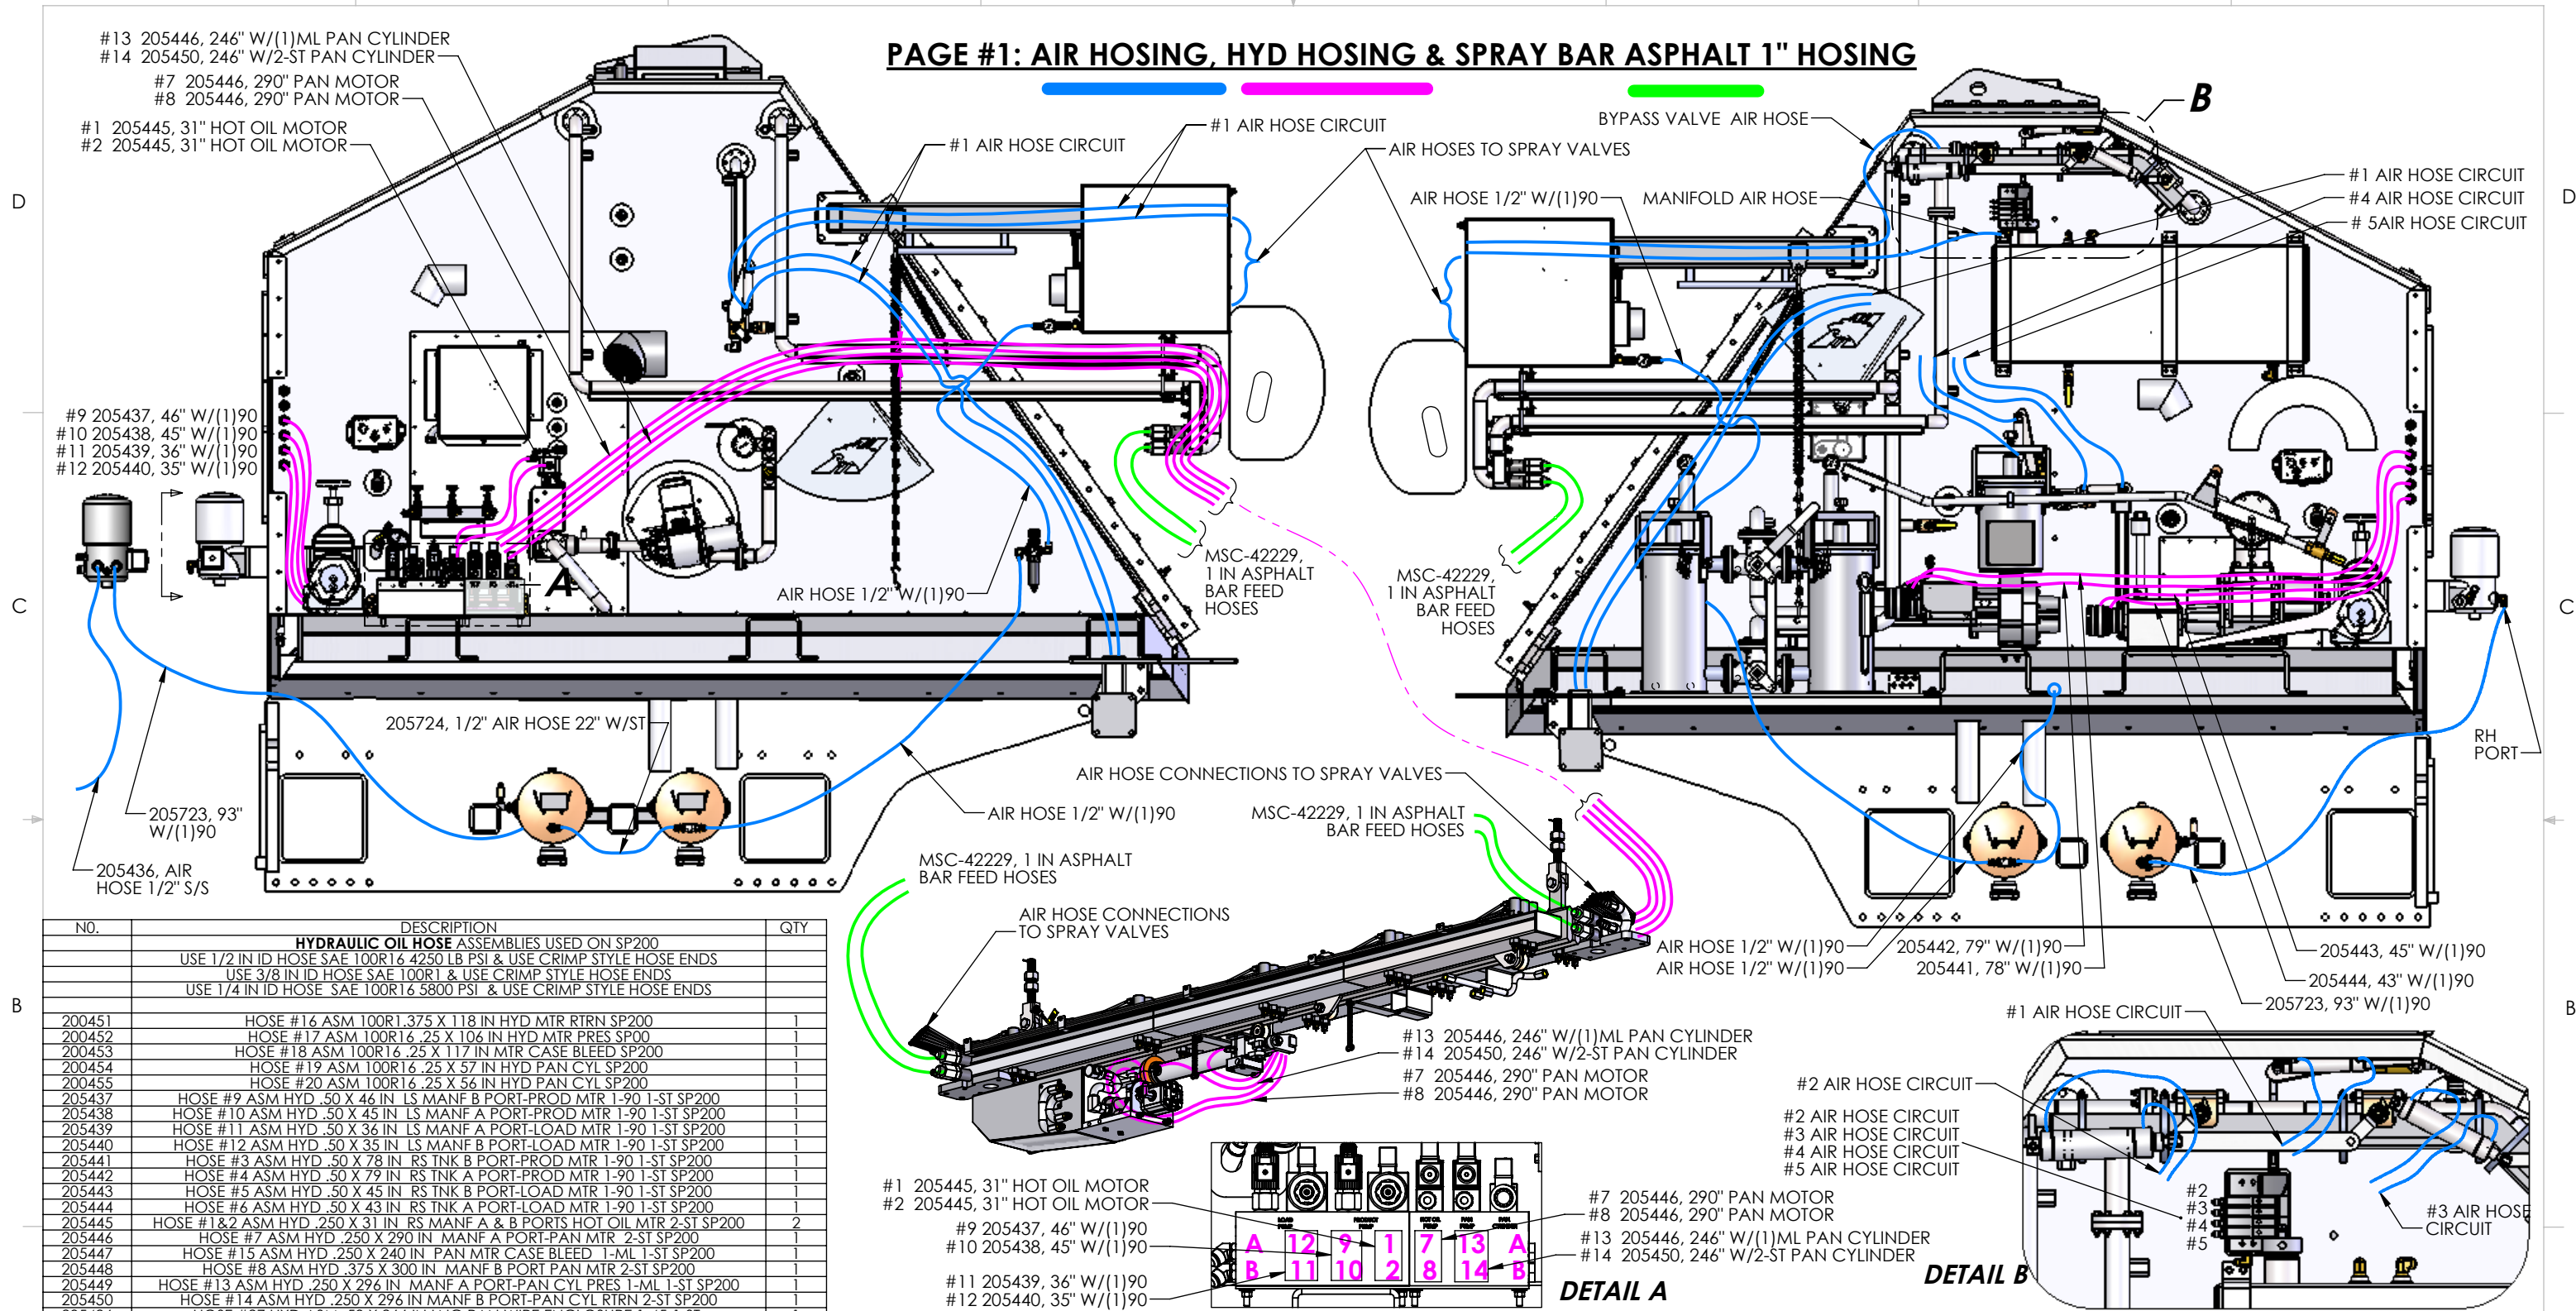 PAGE #1: AIR HOSING, HYD HOSING & SPRAY BAR ASPHALT 1" HOSING
#13 205446, 246" W/(1)ML PAN CYLINDER
#14 205450, 246" W/2-ST PAN CYLINDER
#7 205446, 290" PAN MOTOR
#8 205446, 290" PAN MOTOR
#1 205445, 31" HOT OIL MOTOR
#2 205445, 31" HOT OIL MOTOR
#1 AIR HOSE CIRCUIT
#1 AIR HOSE CIRCUIT
AIR HOSES TO SPRAY VALVES
BYPASS VALVE AIR HOSE
B
AIR HOSE 1/2" W/(1)90
MANIFOLD AIR HOSE
#1 AIR HOSE CIRCUIT
#4 AIR HOSE CIRCUIT
# 5AIR HOSE CIRCUIT
D
D
#9 205437, 46" W/(1)90
#10 205438, 45" W/(1)90
#11 205439, 36" W/(1)90
#12 205440, 35" W/(1)90
A
AIR HOSE 1/2" W/(1)90
MSC-42229,
1 IN ASPHALT
BAR FEED
HOSES
MSC-42229,
1 IN ASPHALT
BAR FEED
HOSES
C
C
205724, 1/2" AIR HOSE 22" W/ST
RH
PORT
205723, 93"
W/(1)90
205436, AIR
HOSE 1/2" S/S
AIR HOSE 1/2" W/(1)90
AIR HOSE CONNECTIONS TO SPRAY VALVES
MSC-42229, 1 IN ASPHALT
BAR FEED HOSES
MSC-42229, 1 IN ASPHALT
BAR FEED HOSES
AIR HOSE CONNECTIONS
TO SPRAY VALVES
AIR HOSE 1/2" W/(1)90
AIR HOSE 1/2" W/(1)90
205442, 79" W/(1)90
205441, 78" W/(1)90
205443, 45" W/(1)90
205444, 43" W/(1)90
205723, 93" W/(1)90
B
B
N0. DESCRIPTION QTY
HYDRAULIC OIL HOSE ASSEMBLIES USED ON SP200
USE 1/2 IN ID HOSE SAE 100R16 4250 LB PSI & USE CRIMP STYLE HOSE ENDS
USE 3/8 IN ID HOSE SAE 100R1 & USE CRIMP STYLE HOSE ENDS
USE 1/4 IN ID HOSE SAE 100R16 5800 PSI & USE CRIMP STYLE HOSE ENDS
200451 HOSE #16 ASM 100R1.375 X 118 IN HYD MTR RTRN SP200 1
200452 HOSE #17 ASM 100R16 .25 X 106 IN HYD MTR PRES SP00 1
200453 HOSE #18 ASM 100R16 .25 X 117 IN MTR CASE BLEED SP200 1
200454 HOSE #19 ASM 100R16 .25 X 57 IN HYD PAN CYL SP200 1
200455 HOSE #20 ASM 100R16 .25 X 56 IN HYD PAN CYL SP200 1
205437 HOSE #9 ASM HYD .50 X 46 IN LS MANF B PORT-PROD MTR 1-90 1-ST SP200 1
205438 HOSE #10 ASM HYD .50 X 45 IN LS MANF A PORT-PROD MTR 1-90 1-ST SP200 1
205439 HOSE #11 ASM HYD .50 X 36 IN LS MANF A PORT-LOAD MTR 1-90 1-ST SP200 1
205440 HOSE #12 ASM HYD .50 X 35 IN LS MANF B PORT-LOAD MTR 1-90 1-ST SP200 1
205441 HOSE #3 ASM HYD .50 X 78 IN RS TNK B PORT-PROD MTR 1-90 1-ST SP200 1
205442 HOSE #4 ASM HYD .50 X 79 IN RS TNK A PORT-PROD MTR 1-90 1-ST SP200 1
205443 HOSE #5 ASM HYD .50 X 45 IN RS TNK B PORT-LOAD MTR 1-90 1-ST SP200 1
205444 HOSE #6 ASM HYD .50 X 43 IN RS TNK A PORT-LOAD MTR 1-90 1-ST SP200 1
205445 HOSE #1&2 ASM HYD .250 X 31 IN RS MANF A & B PORTS HOT OIL MTR 2-ST SP200 2
205446 HOSE #7 ASM HYD .250 X 290 IN MANF A PORT-PAN MTR 2-ST SP200 1
205447 HOSE #15 ASM HYD .250 X 240 IN PAN MTR CASE BLEED 1-ML 1-ST SP200 1
205448 HOSE #8 ASM HYD .375 X 300 IN MANF B PORT PAN MTR 2-ST SP200 1
205449 HOSE #13 ASM HYD .250 X 296 IN MANF A PORT-PAN CYL PRES 1-ML 1-ST SP200 1
205450 HOSE #14 ASM HYD .250 X 296 IN MANF B PORT-PAN CYL RTRN 2-ST SP200 1
#13 205446, 246" W/(1)ML PAN CYLINDER
#14 205450, 246" W/2-ST PAN CYLINDER
#7 205446, 290" PAN MOTOR
#8 205446, 290" PAN MOTOR
#1 205445, 31" HOT OIL MOTOR
#2 205445, 31" HOT OIL MOTOR
#9 205437, 46" W/(1)90
#10 205438, 45" W/(1)90
#11 205439, 36" W/(1)90
#12 205440, 35" W/(1)90
LOAD PUMP PRODUCT PUMP HOT OIL PUMP PAN PUMP PAN CYLINDER
A 12 9 1 7 13 A
B 11 10 2 8 14 B
#7 205446, 290" PAN MOTOR
#8 205446, 290" PAN MOTOR
#13 205446, 246" W/(1)ML PAN CYLINDER
#14 205450, 246" W/2-ST PAN CYLINDER
DETAIL A
#1 AIR HOSE CIRCUIT
#2 AIR HOSE CIRCUIT
#2 AIR HOSE CIRCUIT
#3 AIR HOSE CIRCUIT
#4 AIR HOSE CIRCUIT
#5 AIR HOSE CIRCUIT
#2
#3
#4
#5
#3 AIR HOSE
CIRCUIT
DETAIL B